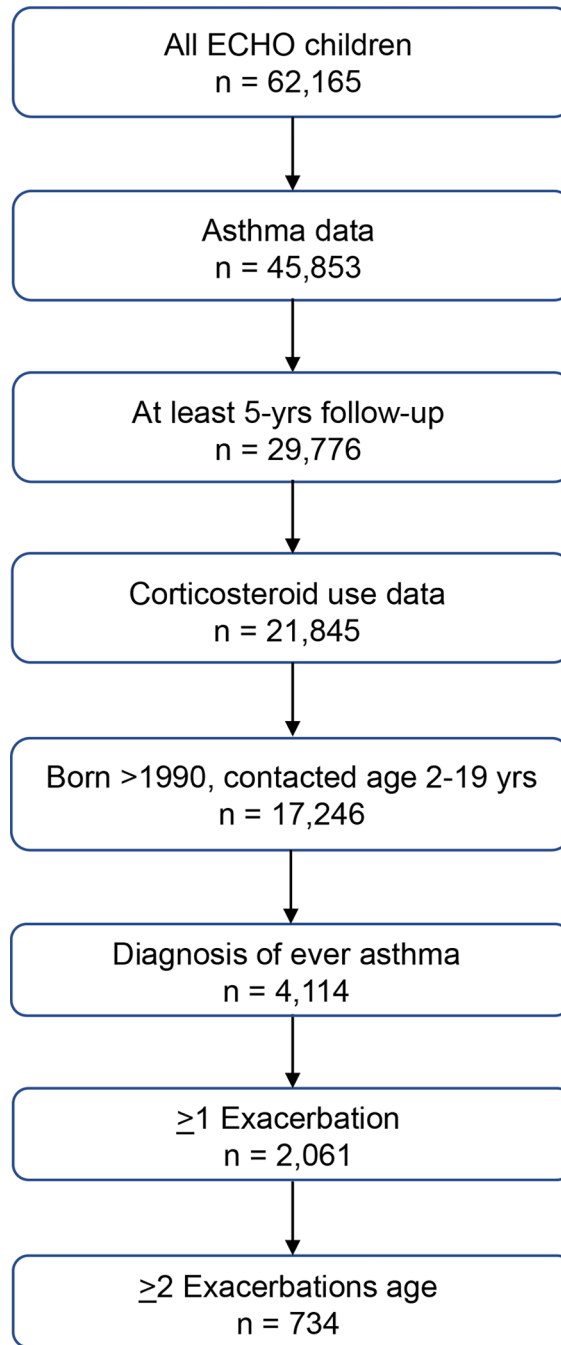 All ECHO children
n = 62,165
Asthma data
n = 45,853
At least 5-yrs follow-up
n = 29,776
Corticosteroid use data
n = 21,845
Born >1990, contacted age 2-19 yrs
n = 17,246
Diagnosis of ever asthma
n = 4,114
≥1 Exacerbation
n = 2,061
≥2 Exacerbations age
n = 734